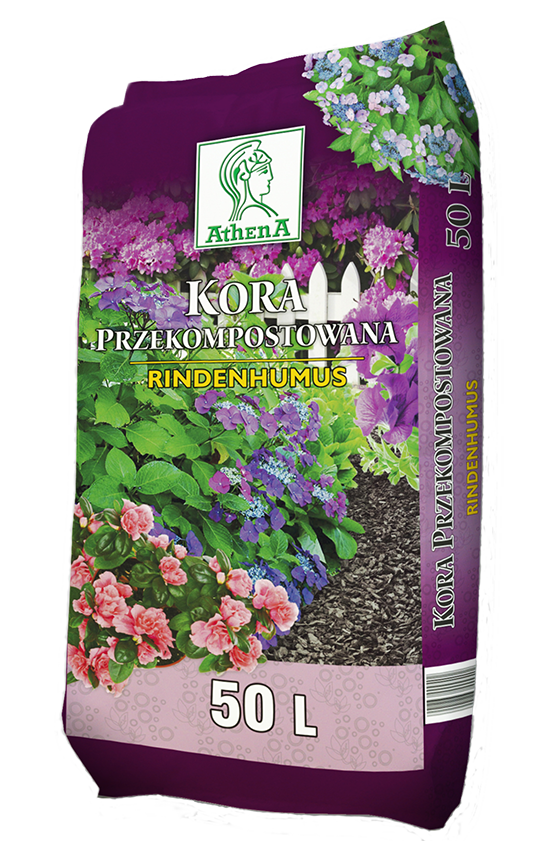 AthenA
KORA
PRZEKOMPOSTOWANA
RINDENHUMUS
50 L
KORA PRZEKOMPOSTOWANA 50 L
RINDENHUMUS